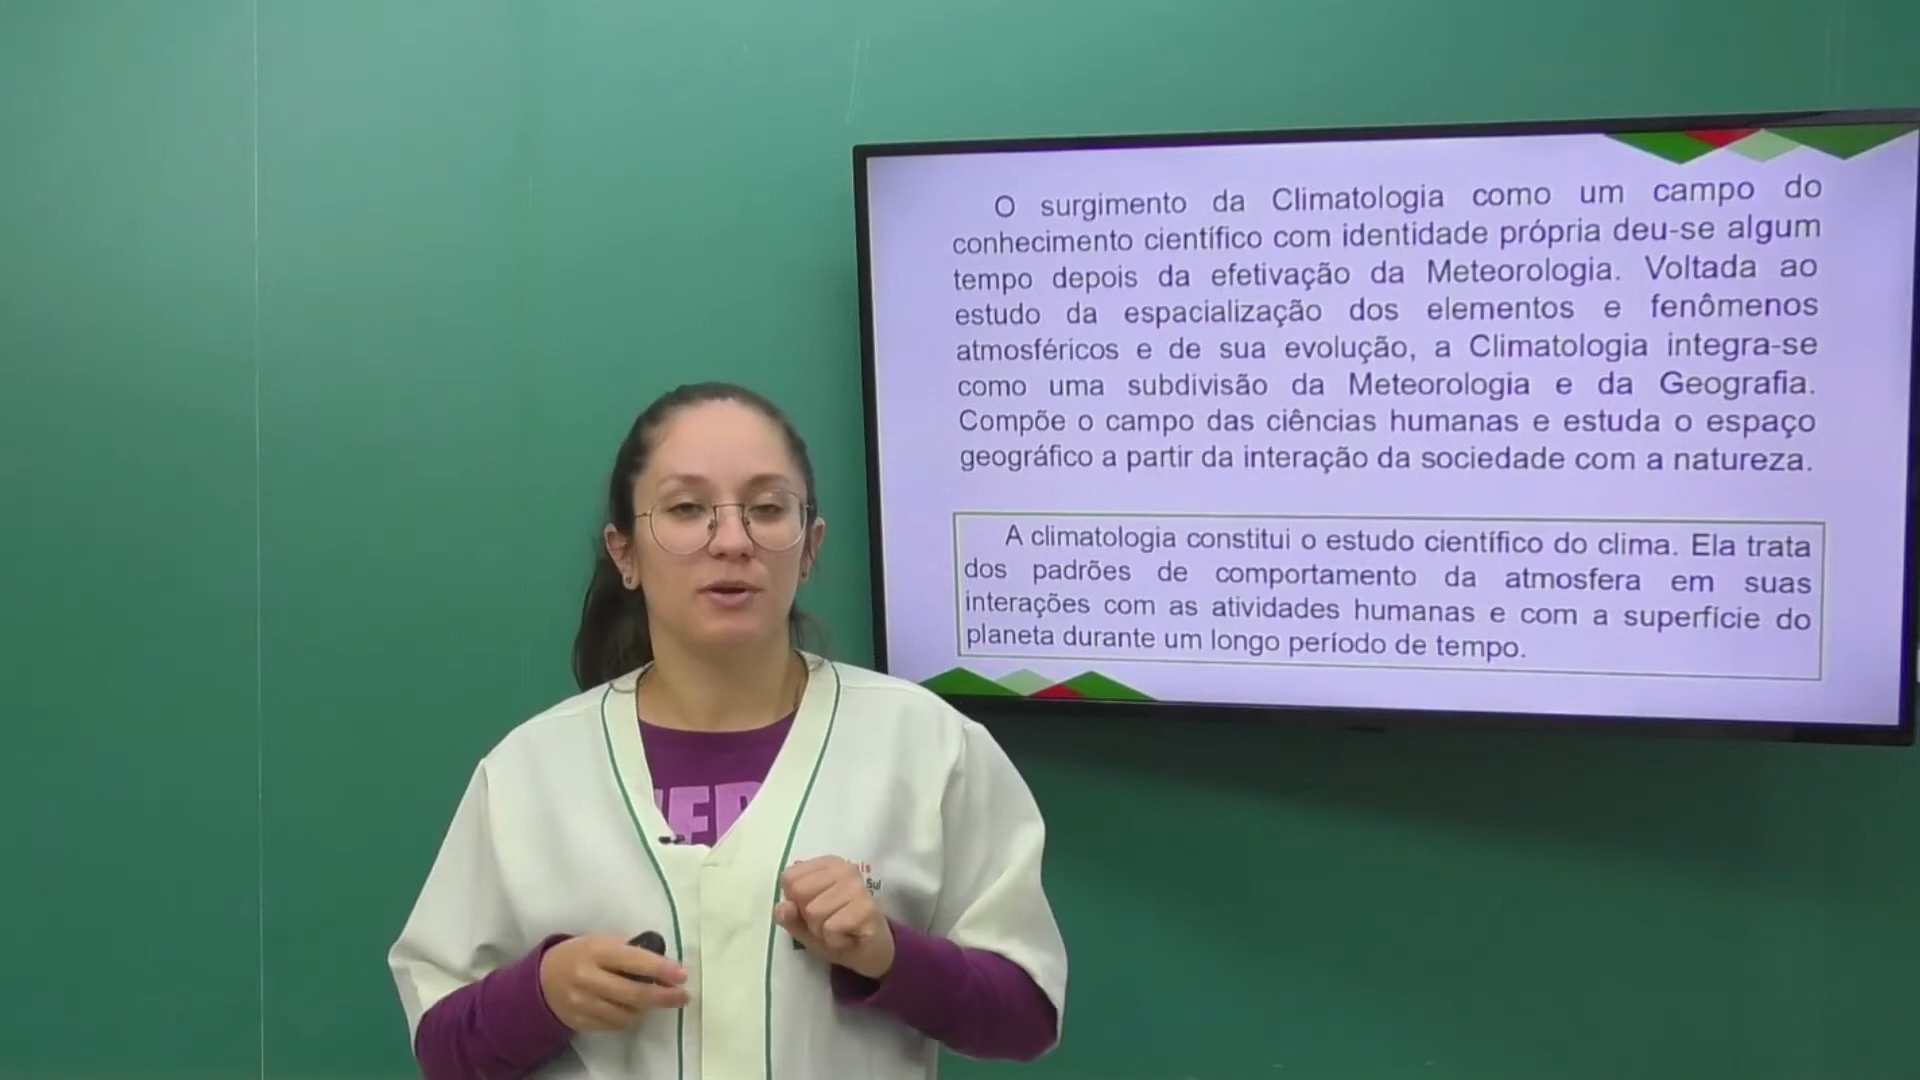 O surgimento da Climatologia como um campo do
conhecimento científico com identidade própria deu-se algum
tempo depois da efetivação da Meteorologia. Voltada ao
estudo da espacialização dos elementos e fenômenos
atmosféricos e de sua evolução, a Climatologia integra-se
como uma subdivisão da Meteorologia e da Geografia.
Compõe o campo das ciências humanas e estuda o espaço
geográfico a partir da interação da sociedade com a natureza.
A climatologia constitui o estudo científico do clima. Ela trata
dos padrões de comportamento da atmosfera em suas
interações com as atividades humanas e com a superfície do
planeta durante um longo período de tempo.
Sul